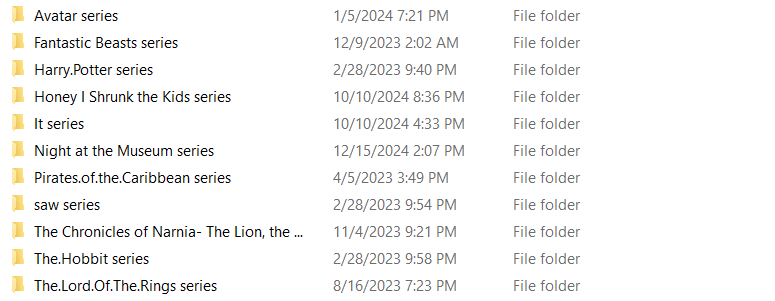 Avatar series 1/5/2024 7:21 PM File folder
Fantastic Beasts series 12/9/2023 2:02 AM File folder
Harry.Potter series 2/28/2023 9:40 PM File folder
Honey I Shrunk the Kids series 10/10/2024 8:36 PM File folder
It series 10/10/2024 4:33 PM File folder
Night at the Museum series 12/15/2024 2:07 PM File folder
Pirates.of.the.Caribbean series 4/5/2023 3:49 PM File folder
saw series 2/28/2023 9:54 PM File folder
The Chronicles of Narnia- The Lion, the ... 11/4/2023 9:21 PM File folder
The.Hobbit series 2/28/2023 9:58 PM File folder
The.Lord.Of.The.Rings series 8/16/2023 7:23 PM File folder